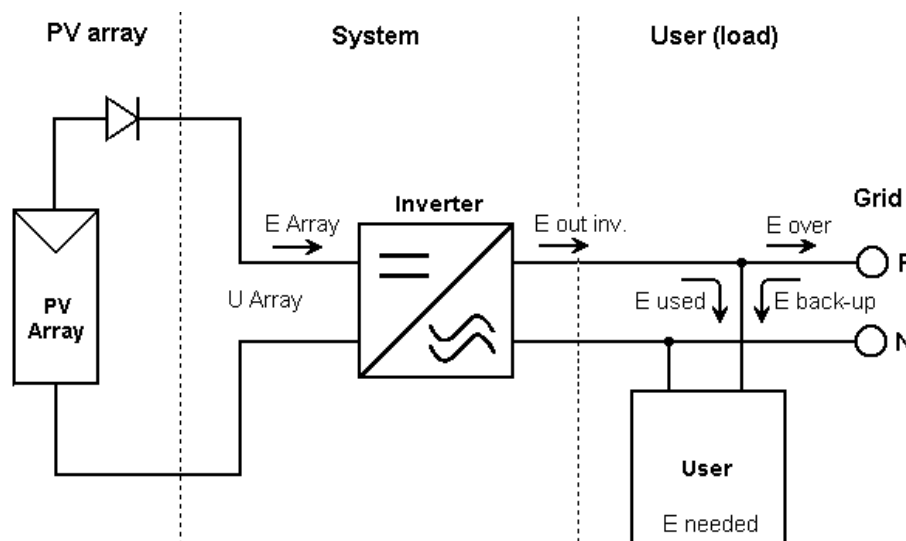 PV array
System
User (load)
Grid
Inverter
E Array
E out inv.
E over
U Array
E used
E back-up
PV
Array
N
User
E needed